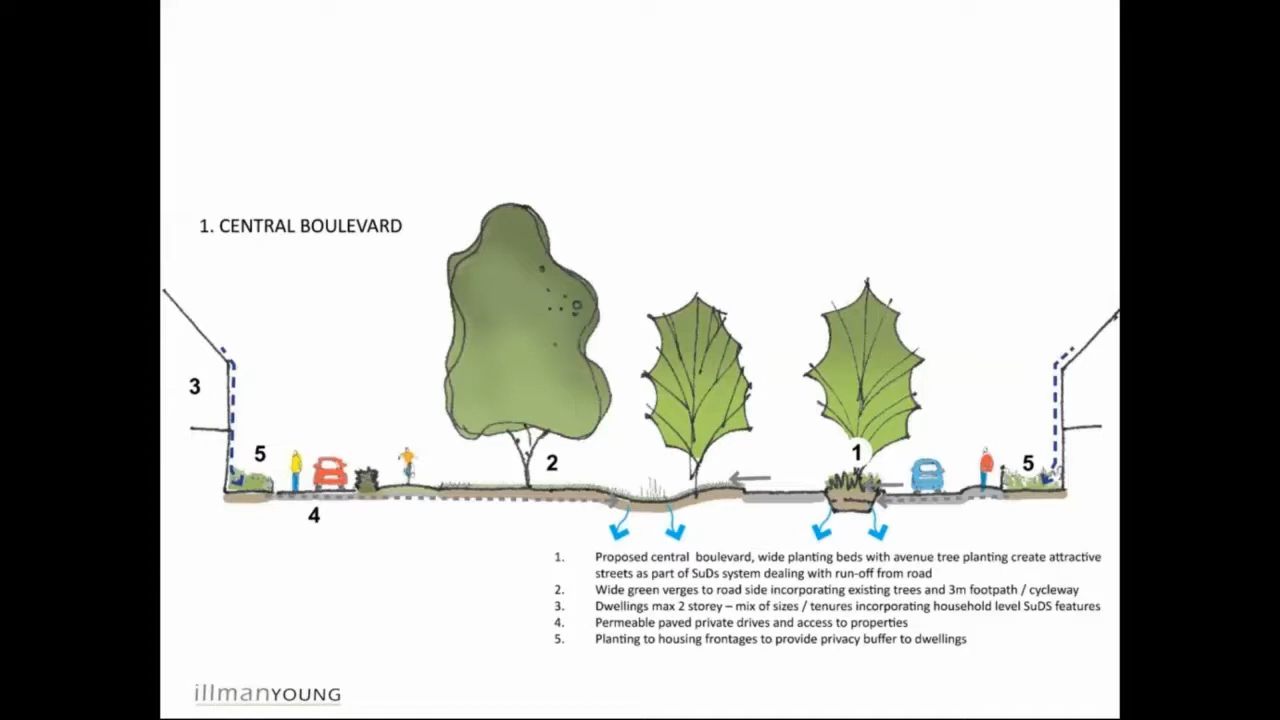 1. CENTRAL BOULEVARD
3
5
2
1
5
4
1. Proposed central boulevard, wide planting beds with avenue tree planting create attractive
streets as part of SuDs system dealing with run-off from road
2. Wide green verges to road side incorporating existing trees and 3m footpath / cycleway
3. Dwellings max 2 storey – mix of sizes / tenures incorporating household level SuDS features
4. Permeable paved private drives and access to properties
5. Planting to housing frontages to provide privacy buffer to dwellings
illmanYOUNG